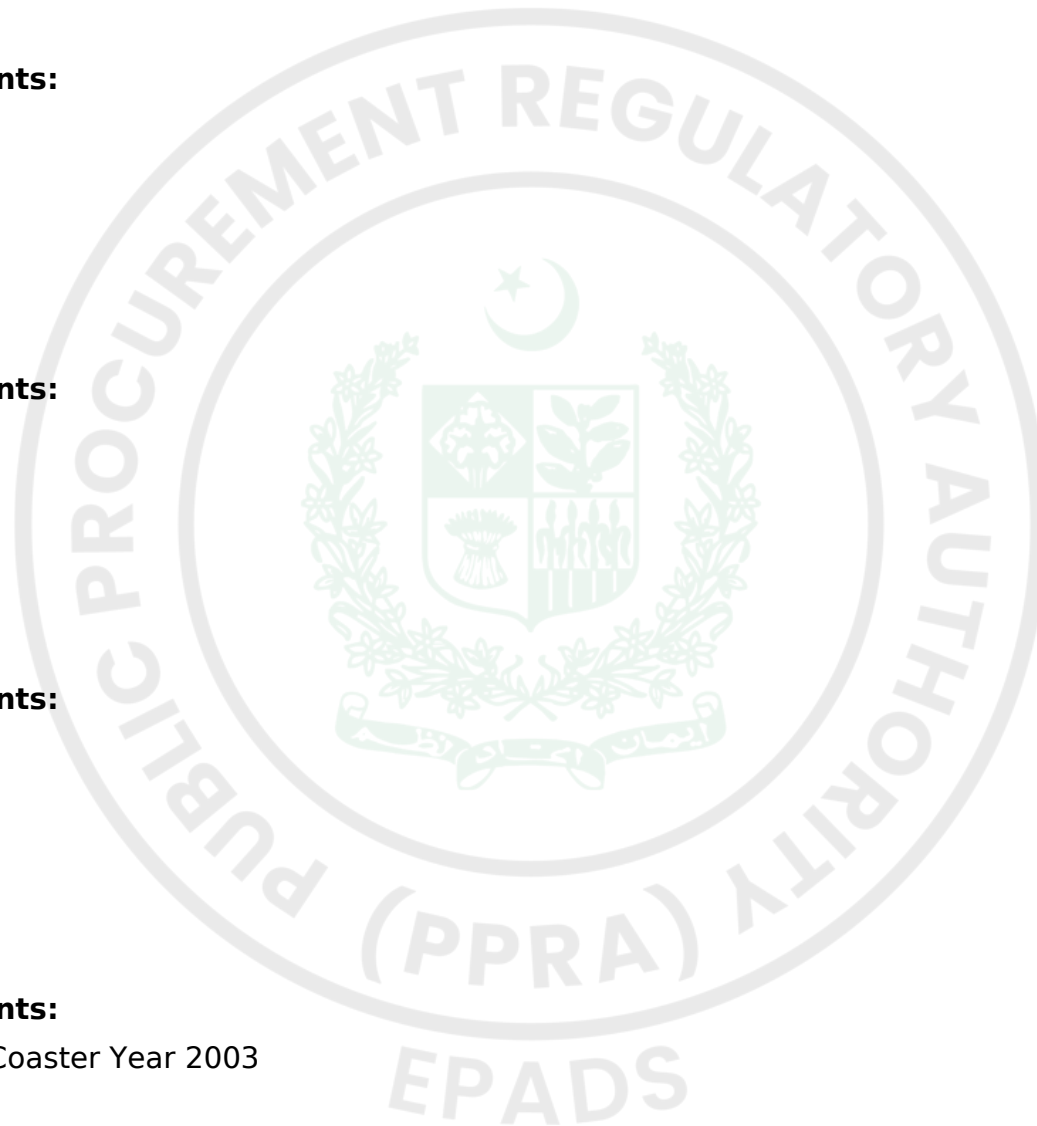 nts:
nts:
nts:
nts:
Coaster Year 2003
PUBLIC PROCUREMENT REGULATORY AUTHORITY
(PPRA)
EPADS